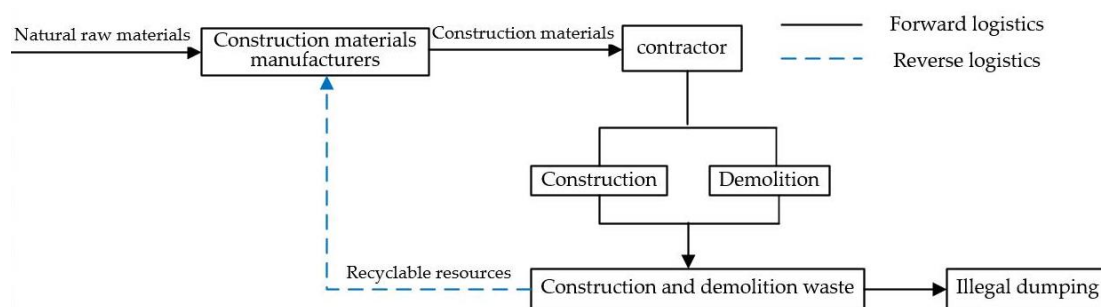 Natural raw materials
Construction materials
manufacturers
Construction materials
contractor
Forward logistics
Reverse logistics
Construction
Demolition
Recyclable resources
Construction and demolition waste
Illegal dumping